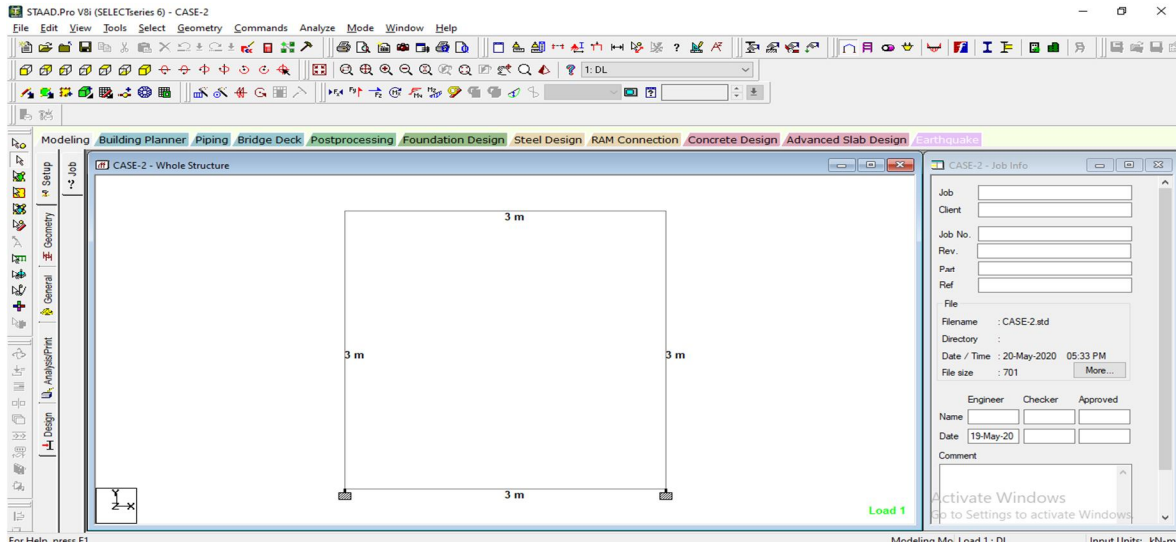 STAAD.Pro V8i (SELECTseries 6) - CASE-2
File Edit View Tools Select Geometry Commands Analyze Mode Window Help
1: DL
Modeling Building Planner Piping Bridge Deck Postprocessing Foundation Design Steel Design RAM Connection Concrete Design Advanced Slab Design Earthquake
Setup
Geometry
General
Analysis/Print
Design
Job
CASE-2 - Whole Structure
3 m
3 m
3 m
3 m
Y
Z X
Load 1
CASE-2 - Job Info
Job
Client
Job No.
Rev.
Part
Ref
File
Filename : CASE-2.std
Directory :
Date / Time : 20-May-2020 05:33 PM
File size : 701 More...
Engineer Checker Approved
Name
Date 19-May-20
Comment
Activate Windows
Go to Settings to activate Windows.
For Help, press F1 Modeling Mo Load 1 : DL Input Units: kN-m